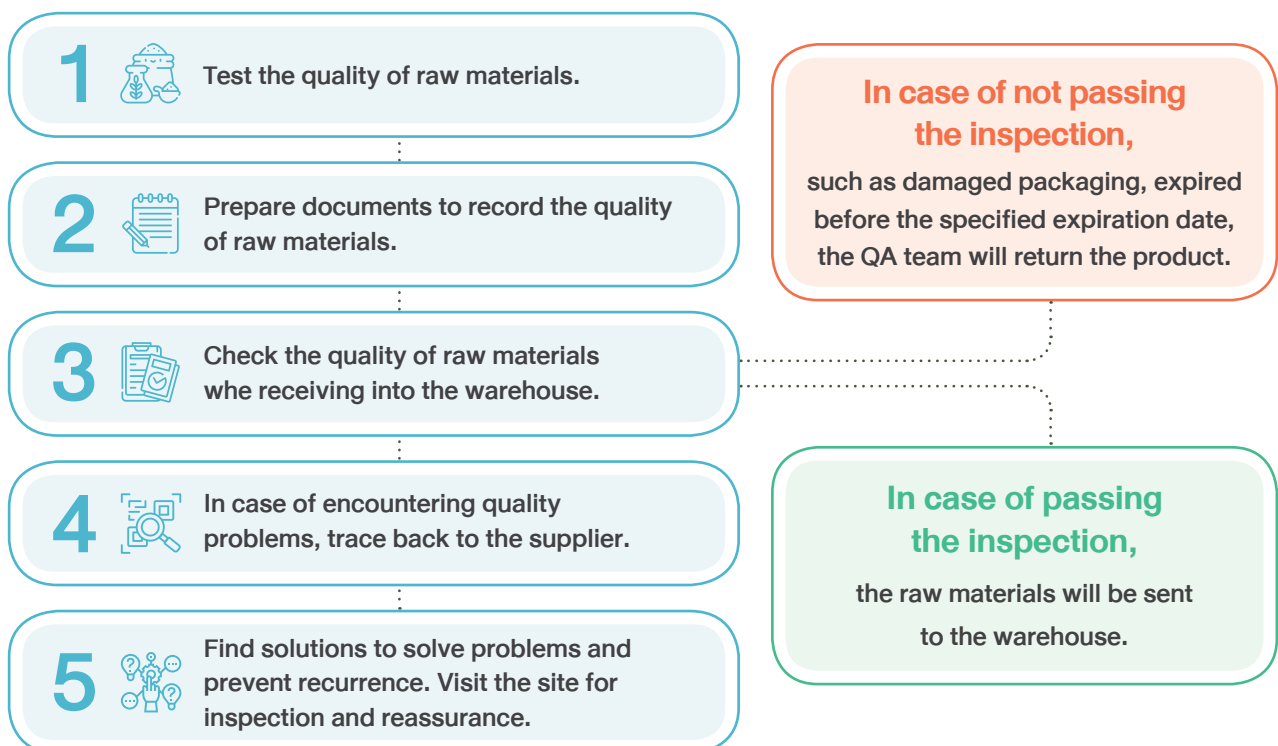 1
Test the quality of raw materials.
2
Prepare documents to record the quality
of raw materials.
3
Check the quality of raw materials
whe receiving into the warehouse.
4
In case of encountering quality
problems, trace back to the supplier.
5
Find solutions to solve problems and
prevent recurrence. Visit the site for
inspection and reassurance.
In case of not passing
the inspection,
such as damaged packaging, expired
before the specified expiration date,
the QA team will return the product.
In case of passing
the inspection,
the raw materials will be sent
to the warehouse.